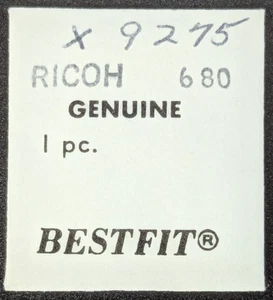 x 9275
RICOH 680
GENUINE
1 pc.
BESTFIT®